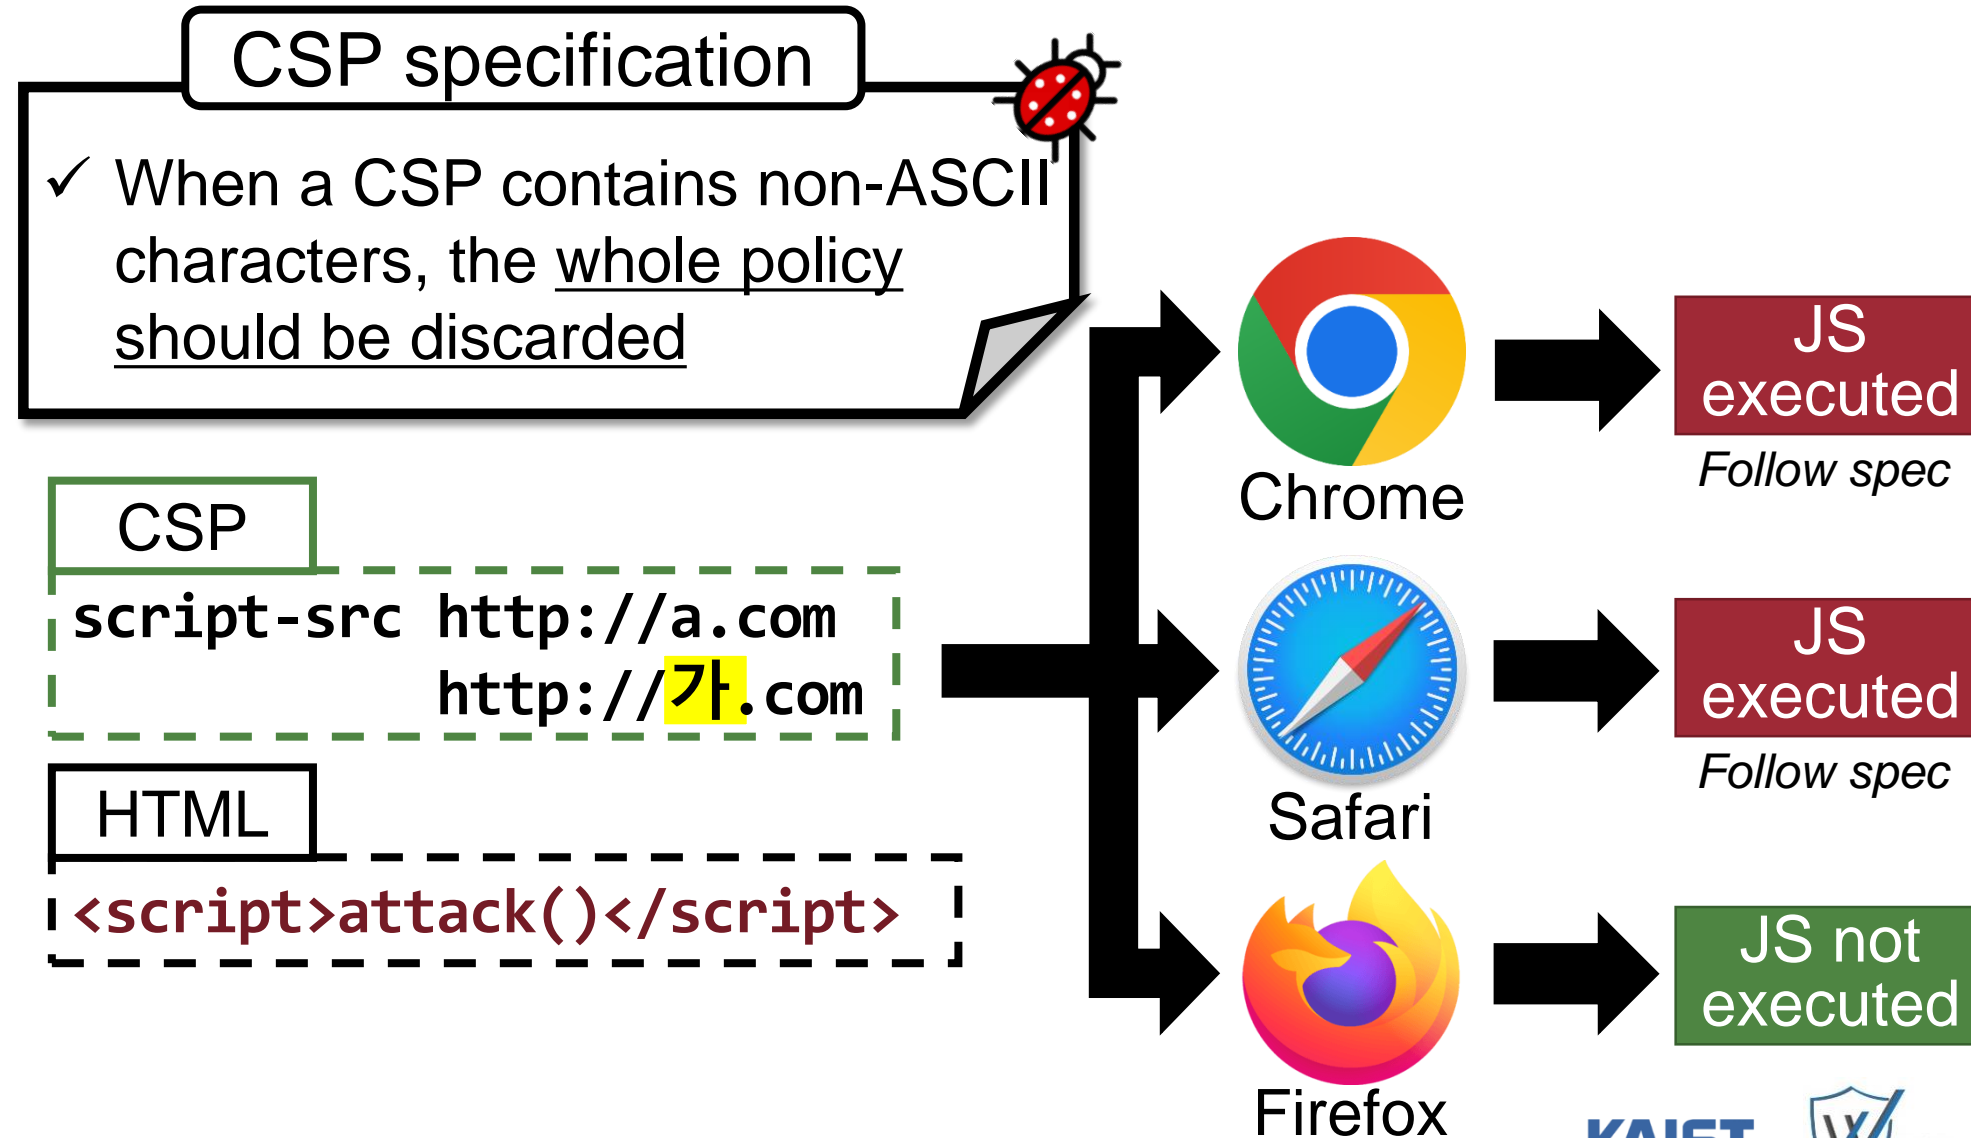 CSP specification
✓ When a CSP contains non-ASCII
characters, the whole policy
should be discarded
CSP
script-src http://a.com
http://가.com
HTML
<script>attack()</script>
Chrome
JS
executed
Follow spec
Safari
JS
executed
Follow spec
Firefox
JS not
executed
KAIST